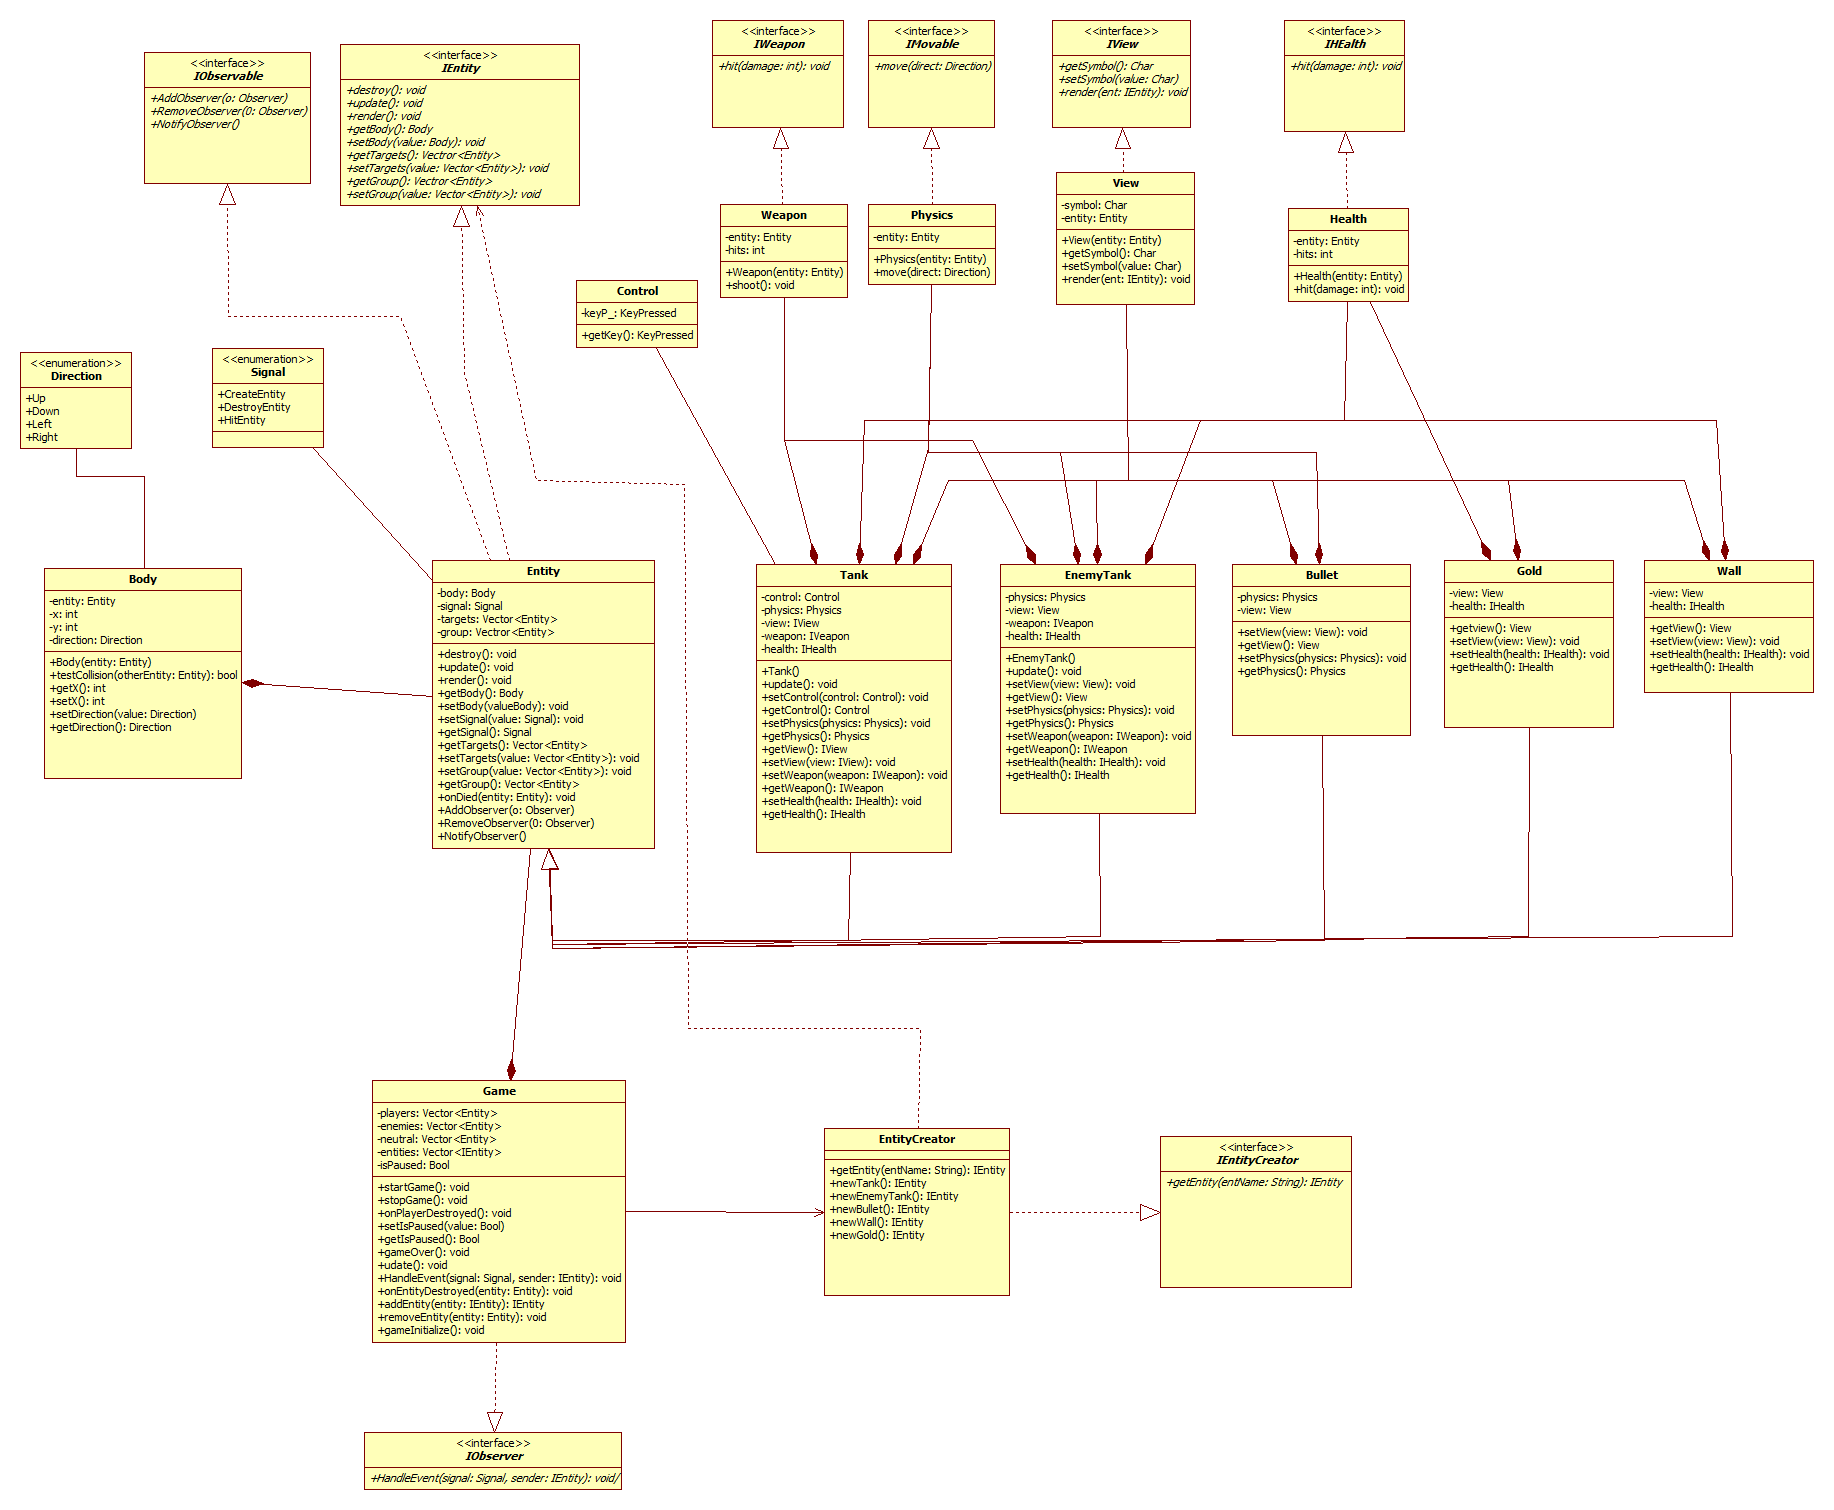 <<interface>>
IObservable
+AddObserver(o: Observer)
+RemoveObserver(0: Observer)
+NotifyObserver()
<<interface>>
IEntity
+destroy(): void
+update(): void
+render(): void
+getBody(): Body
+setBody(value: Body): void
+getTargets(): Vectror<Entity>
+setTargets(value: Vector<Entity>): void
+getGroup(): Vectror<Entity>
+setGroup(value: Vector<Entity>): void
<<interface>>
IWeapon
+hit(damage: int): void
<<interface>>
IMovable
+move(direct: Direction)
<<interface>>
IView
+getSymbol(): Char
+setSymbol(value: Char)
+render(ent: IEntity): void
<<interface>>
IHEalth
+hit(damage: int): void
Weapon
-entity: Entity
-hits: int
+Weapon(entity: Entity)
+shoot(): void
Physics
-entity: Entity
+Physics(entity: Entity)
+move(direct: Direction)
View
-symbol: Char
-entity: Entity
+View(entity: Entity)
+getSymbol(): Char
+setSymbol(value: Char)
+render(ent: IEntity): void
Health
-entity: Entity
-hits: int
+Health(entity: Entity)
+hit(damage: int): void
Control
-keyP_: KeyPressed
+getKey(): KeyPressed
<<enumeration>>
Direction
+Up
+Down
+Left
+Right
<<enumeration>>
Signal
+CreateEntity
+DestroyEntity
+HitEntity
Body
-entity: Entity
-x: int
-y: int
-direction: Direction
+Body(entity: Entity)
+testCollision(otherEntity: Entity): bool
+getX(): int
+setX(): int
+setDirection(value: Direction)
+getDirection(): Direction
Entity
-body: Body
-signal: Signal
-targets: Vector<Entity>
-group: Vectror<Entity>
+destroy(): void
+update(): void
+render(): void
+getBody(): Body
+setBody(valueBody): void
+setSignal(value: Signal): void
+getSignal(): Signal
+getTargets(): Vector<Entity>
+setTargets(value: Vector<Entity>): void
+setGroup(value: Vector<Entity>): void
+getGroup(): Vector<Entity>
+onDied(entity: Entity): void
+AddObserver(o: Observer)
+RemoveObserver(0: Observer)
+NotifyObserver()
Tank
-control: Control
-physics: Physics
-view: IView
-weapon: IVeapon
-health: IHealth
+Tank()
+update(): void
+setControl(control: Control): void
+getControl(): Control
+setPhysics(physics: Physics): void
+getPhysics(): Physics
+getView(): IView
+setView(view: IView): void
+setWeapon(weapon: IWeapon): void
+getWeapon(): IWeapon
+setHealth(health: IHealth): void
+getHealth(): IHealth
EnemyTank
-physics: Physics
-view: View
-weapon: IVeapon
-health: IHealth
+EnemyTank()
+update(): void
+setView(view: View): void
+getView(): View
+setPhysics(physics: Physics): void
+getPhysics(): Physics
+setWeapon(weapon: IWeapon): void
+getWeapon(): IWeapon
+setHealth(health: IHealth): void
+getHealth(): IHealth
Bullet
-physics: Physics
-view: View
+setView(view: View): void
+getView(): View
+setPhysics(physics: Physics): void
+getPhysics(): Physics
Gold
-view: View
-health: IHealth
+getview(): View
+setView(view: View): void
+setHealth(health: IHealth): void
+getHealth(): IHealth
Wall
-view: View
-health: IHealth
+getView(): View
+setView(view: View): void
+setHealth(health: IHealth): void
+getHealth(): IHealth
Game
-players: Vector<Entity>
-enemies: Vector<Entity>
-neutral: Vector<Entity>
-entities: Vector<IEntity>
-isPaused: Bool
+startGame(): void
+stopGame(): void
+onPlayerDestroyed(): void
+setIsPaused(value: Bool)
+getIsPaused(): Bool
+gameOver(): void
+udate(): void
+HandleEvent(signal: Signal, sender: IEntity): void
+onEntityDestroyed(entity: Entity): void
+addEntity(entity: IEntity): IEntity
+removeEntity(entity: Entity): void
+gameInitialize(): void
EntityCreator
+getEntity(entName: String): IEntity
+newTank(): IEntity
+newEnemyTank(): IEntity
+newBullet(): IEntity
+newWall(): IEntity
+newGold(): IEntity
<<interface>>
IEntityCreator
+getEntity(entName: String): IEntity
<<interface>>
IObserver
+HandleEvent(signal: Signal, sender: IEntity): void/